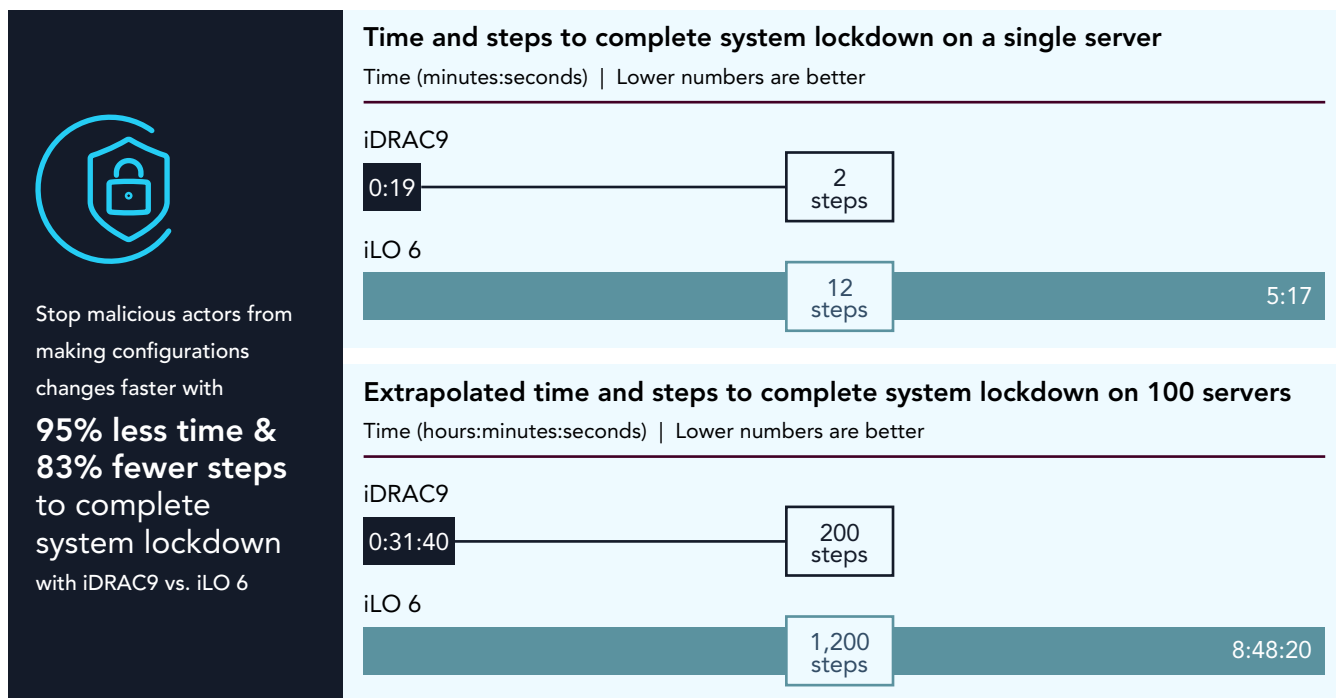 Stop malicious actors from
making configurations
changes faster with
95% less time &
83% fewer steps
to complete
system lockdown
with iDRAC9 vs. iLO 6
Time and steps to complete system lockdown on a single server
Time (minutes:seconds) | Lower numbers are better
iDRAC9
0:19
2
steps
iLO 6
12
steps
5:17
Extrapolated time and steps to complete system lockdown on 100 servers
Time (hours:minutes:seconds) | Lower numbers are better
iDRAC9
0:31:40
200
steps
iLO 6
1,200
steps
8:48:20